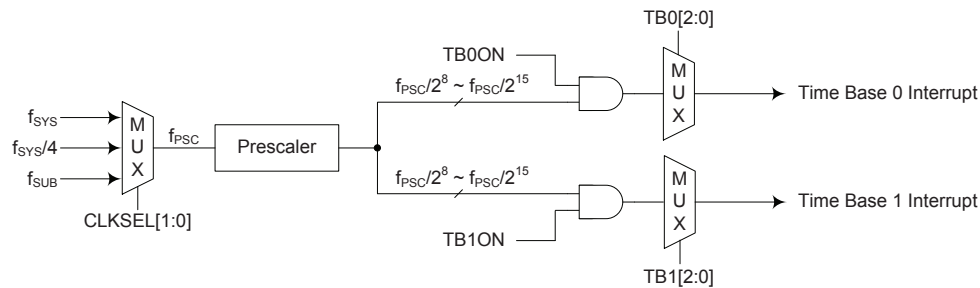 TB0[2:0]
TB0ON
M
U
X
fPSC/2⁸ ~ fPSC/2¹⁵
Time Base 0 Interrupt
fSYS
fSYS/4
fSUB
M
U
X
fPSC
Prescaler
CLKSEL[1:0]
fPSC/2⁸ ~ fPSC/2¹⁵
M
U
X
Time Base 1 Interrupt
TB1ON
TB1[2:0]